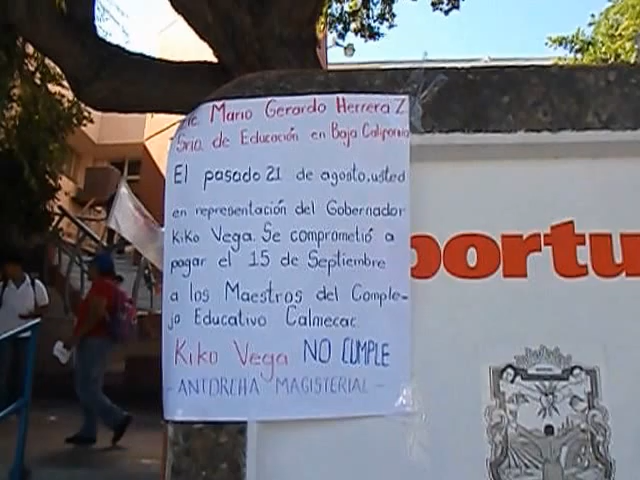 Lic. Mario Gerardo Herrera Z.
Sria. de Educación en Baja California
El pasado 21 de agosto, usted
en representación del Gobernador
Kiko Vega. Se comprometió a
pagar el 15 de Septiembre
a los Maestros del Comple-
jo Educativo Calmecac.
Kiko Vega NO CUMPLE
- ANTORCHA MAGISTERIAL -
portu